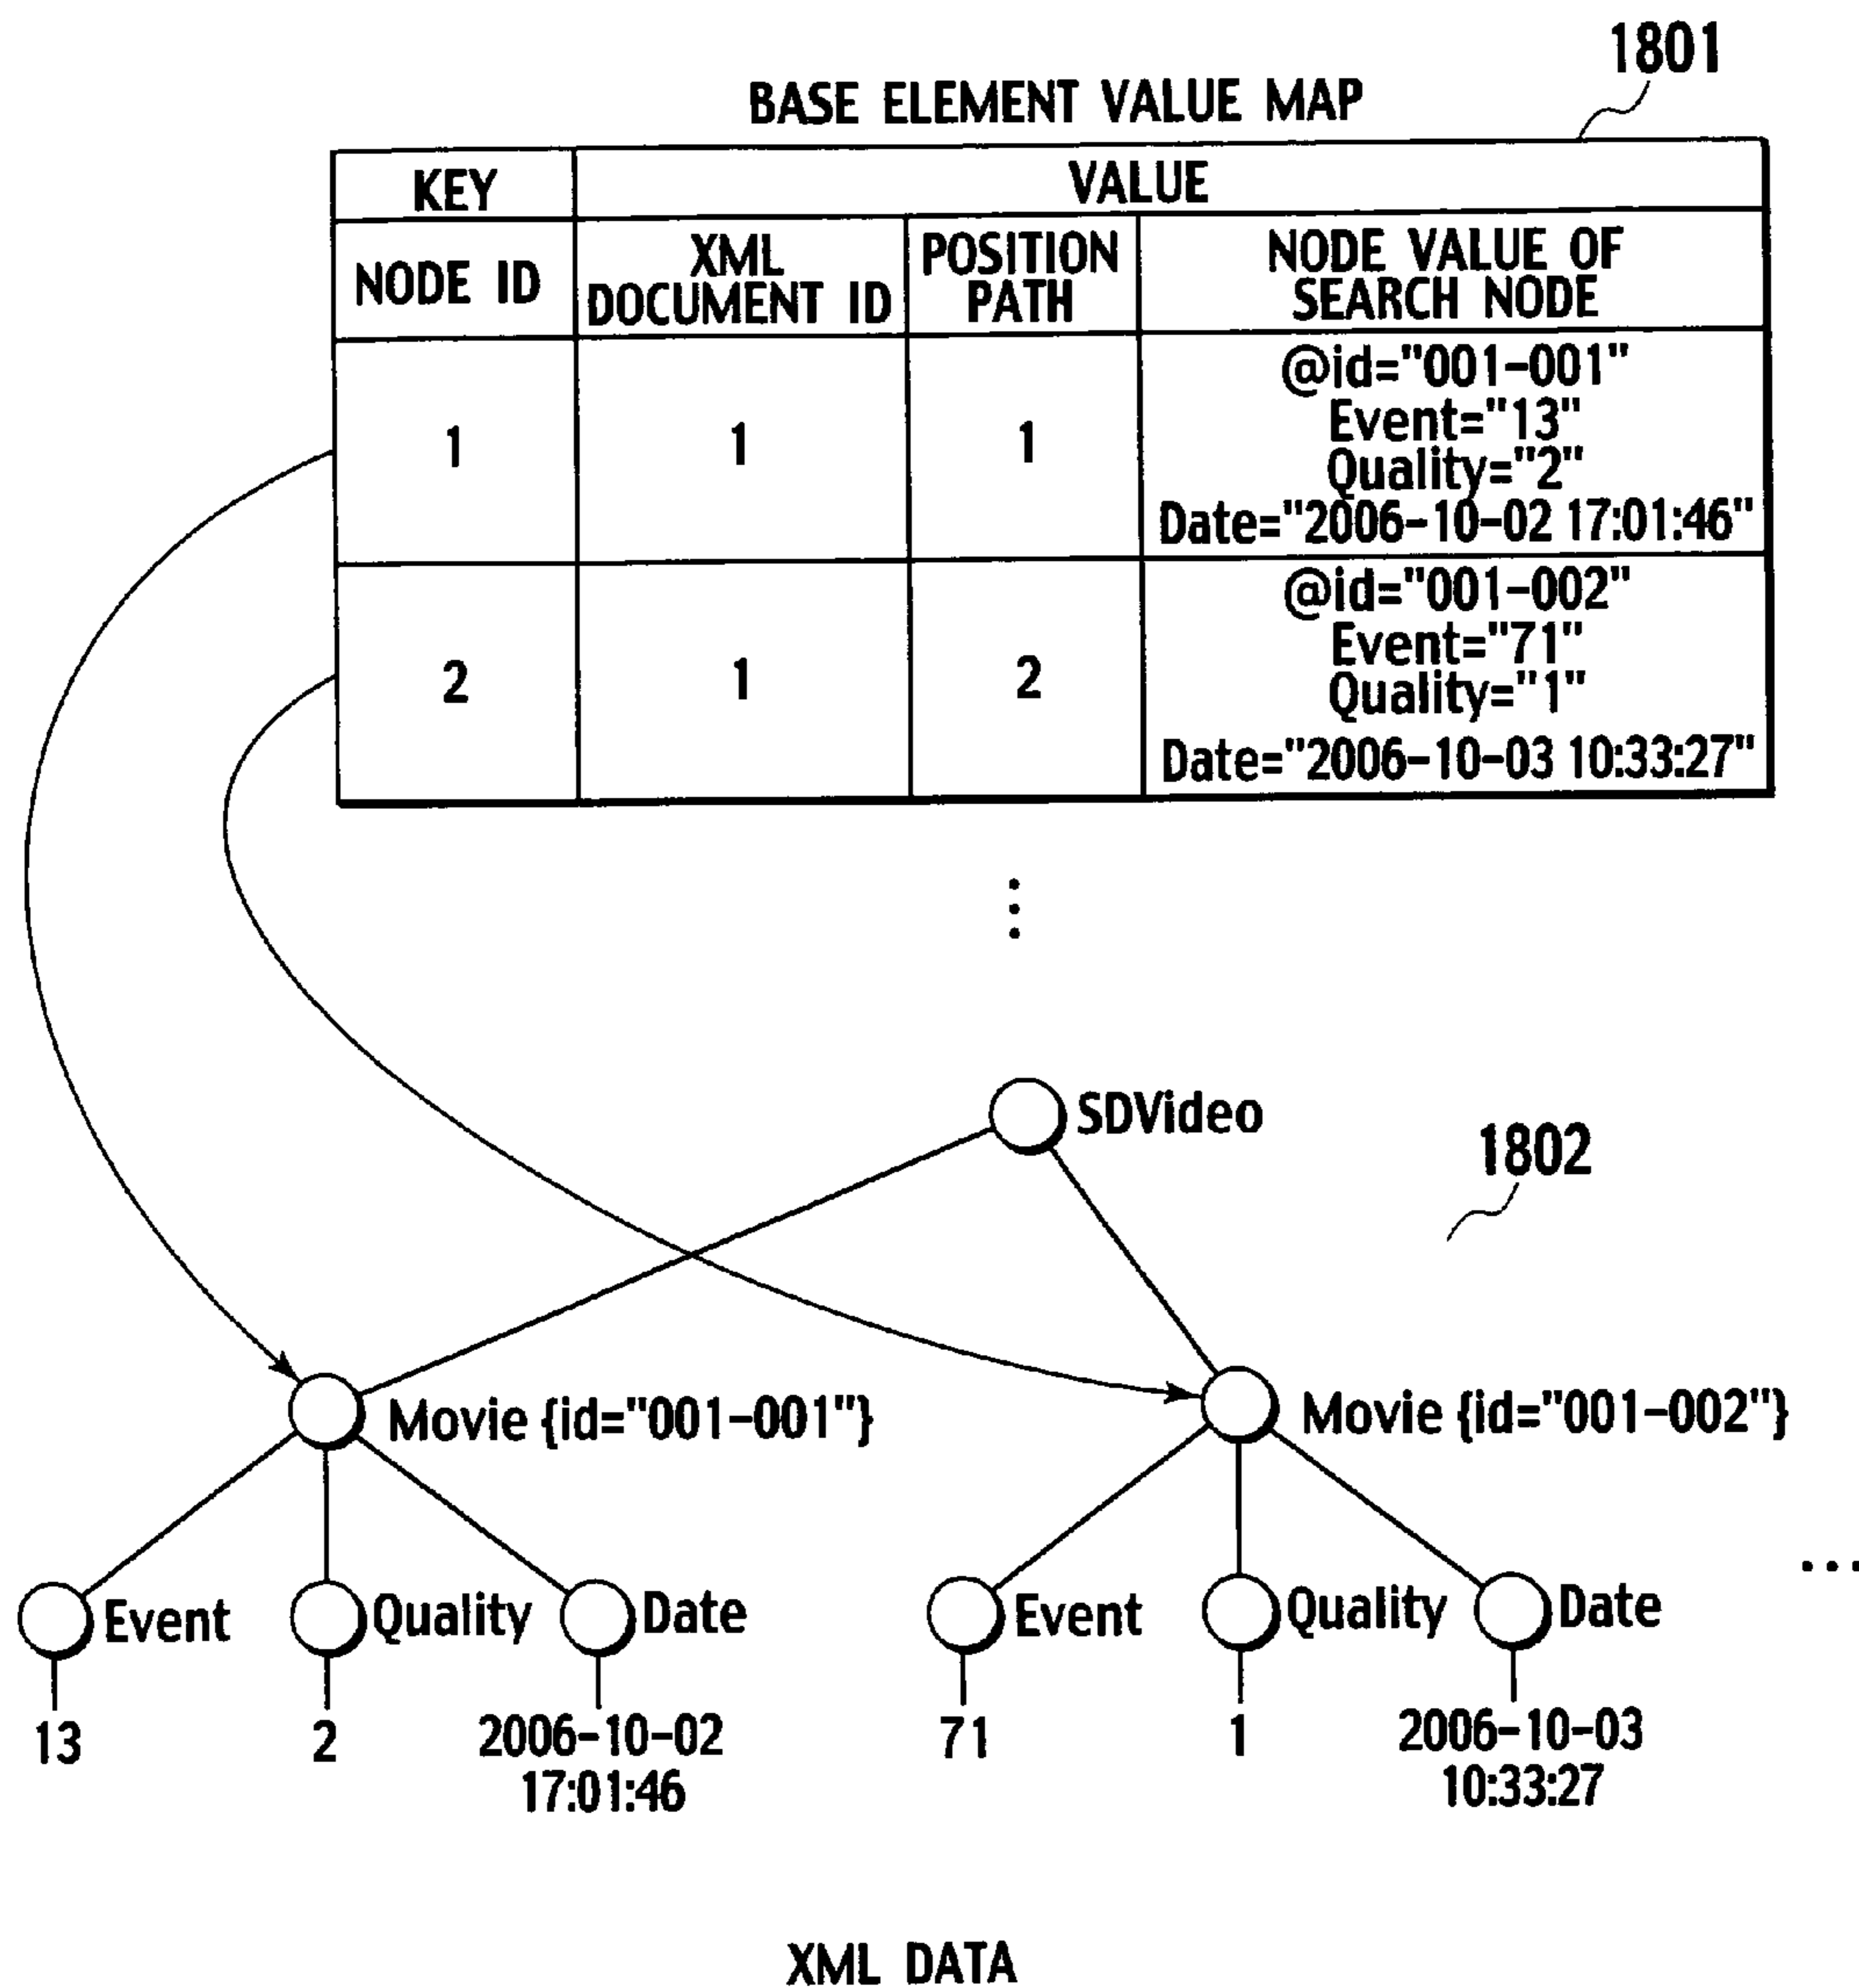 1801
BASE ELEMENT VALUE MAP
KEY
VALUE
NODE ID
XML
DOCUMENT ID
POSITION
PATH
NODE VALUE OF
SEARCH NODE
1
1
1
@id="001-001"
Event="13"
Quality="2"
Date="2006-10-02 17:01:46"
2
1
2
@id="001-002"
Event="71"
Quality="1"
Date="2006-10-03 10:33:27"
SDVideo
1802
Movie {id="001-001"}
Movie {id="001-002"}
Event
Quality
Date
Event
Quality
Date
...
13
2
2006-10-02
17:01:46
71
1
2006-10-03
10:33:27
XML DATA